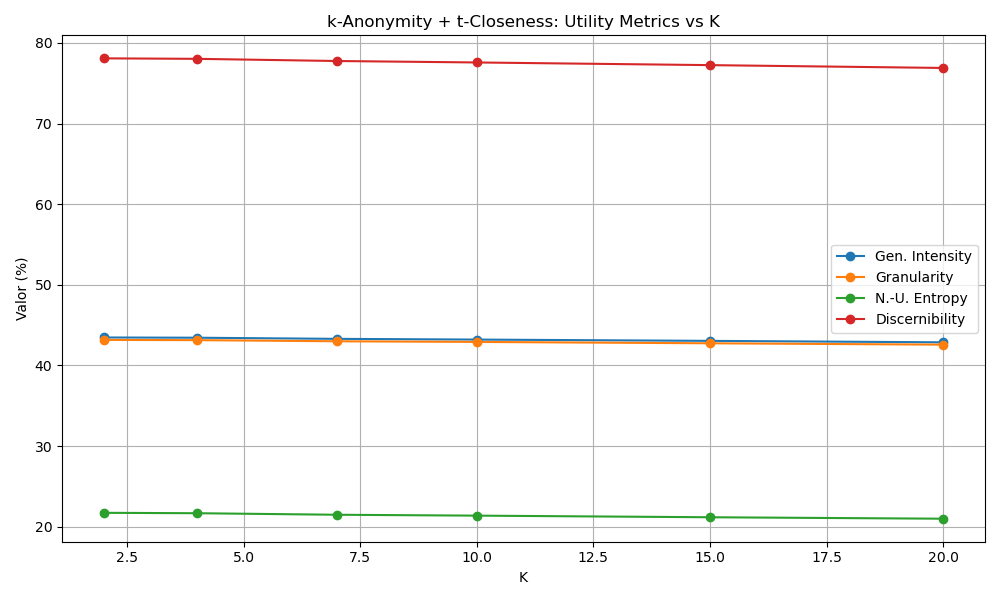 k-Anonymity + t-Closeness: Utility Metrics vs K
Valor (%)
80
70
60
50
40
30
20
Gen. Intensity
Granularity
N.-U. Entropy
Discernibility
2.5 5.0 7.5 10.0 12.5 15.0 17.5 20.0
K